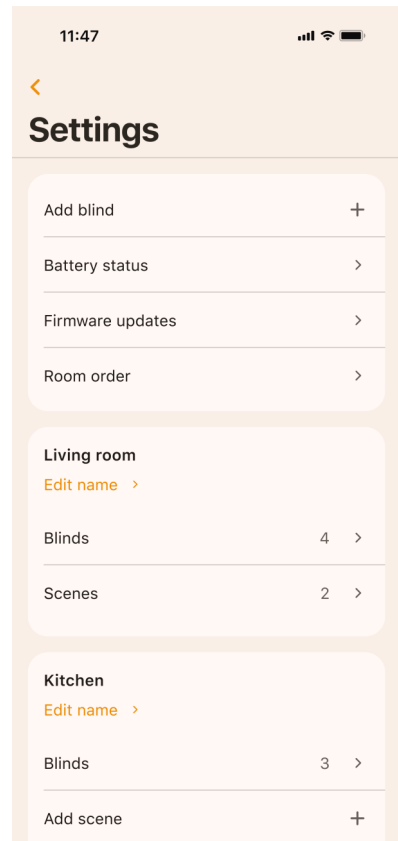 11:47
Settings
Add blind
Battery status
Firmware updates
Room order
Living room
Edit name
Blinds 4
Scenes 2
Kitchen
Edit name
Blinds 3
Add scene